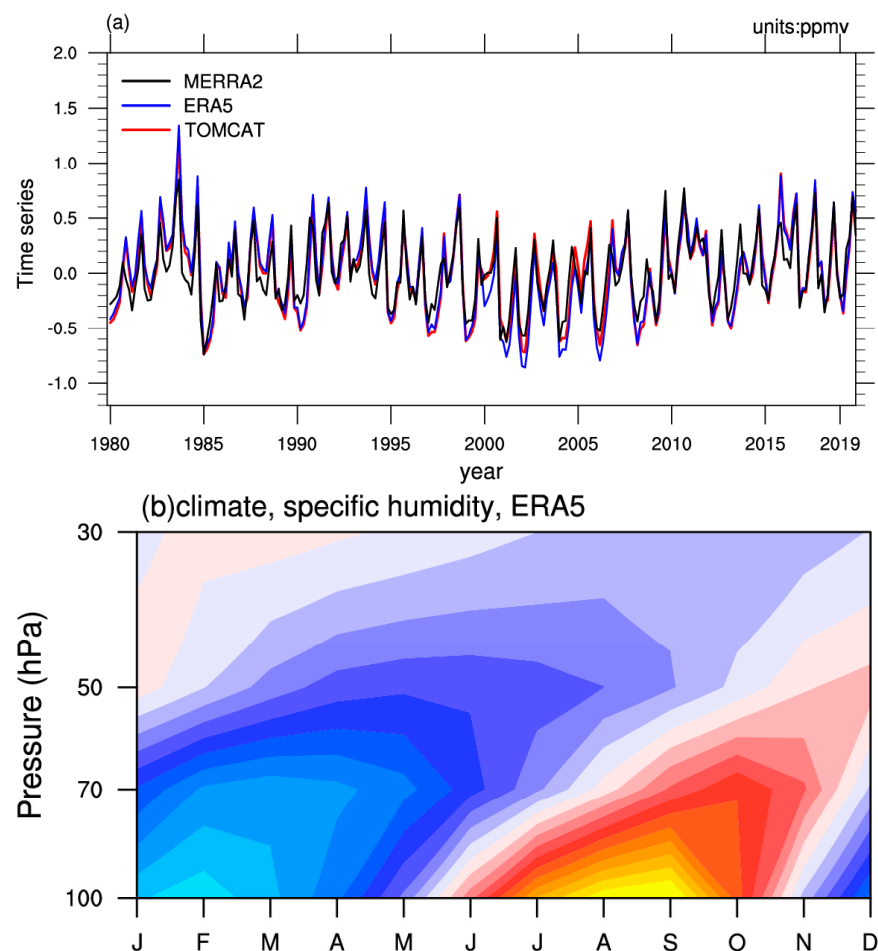 (a)
units:ppmv
2.0
1.5
1.0
0.5
0.0
-0.5
-1.0
Time series
MERRA2
ERA5
TOMCAT
1980 1985 1990 1995 2000 2005 2010 2015 2019
year
(b)climate, specific humidity, ERA5
30
50
70
100
Pressure (hPa)
J F M A M J J A S O N D